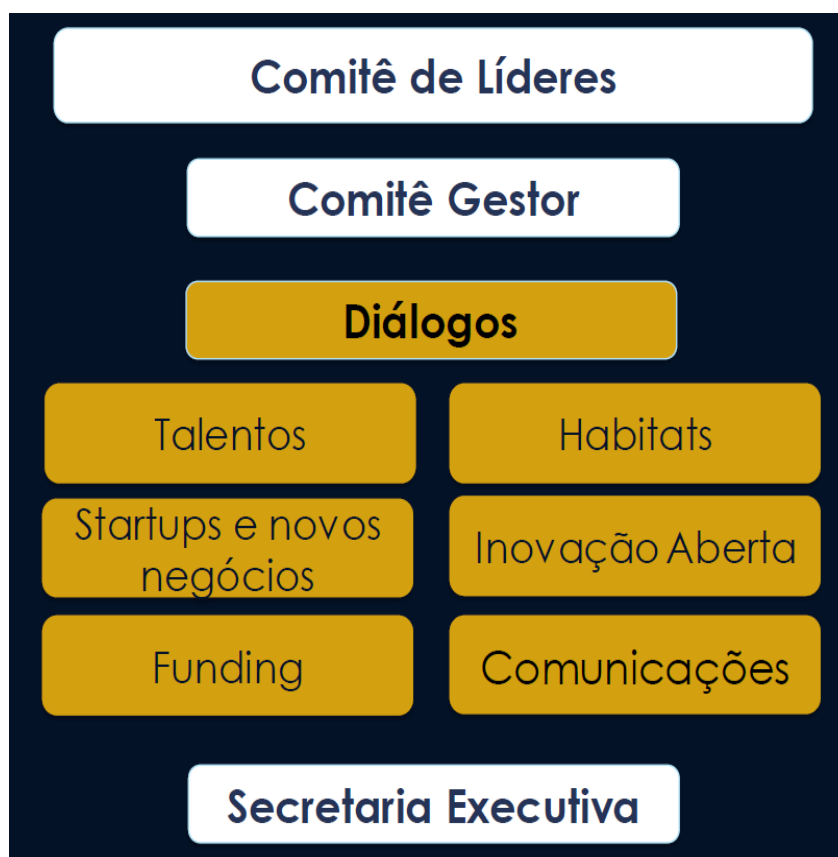 Comitê de Líderes
Comitê Gestor
Diálogos
Talentos
Habitats
Startups e novos
negócios
Inovação Aberta
Funding
Comunicações
Secretaria Executiva